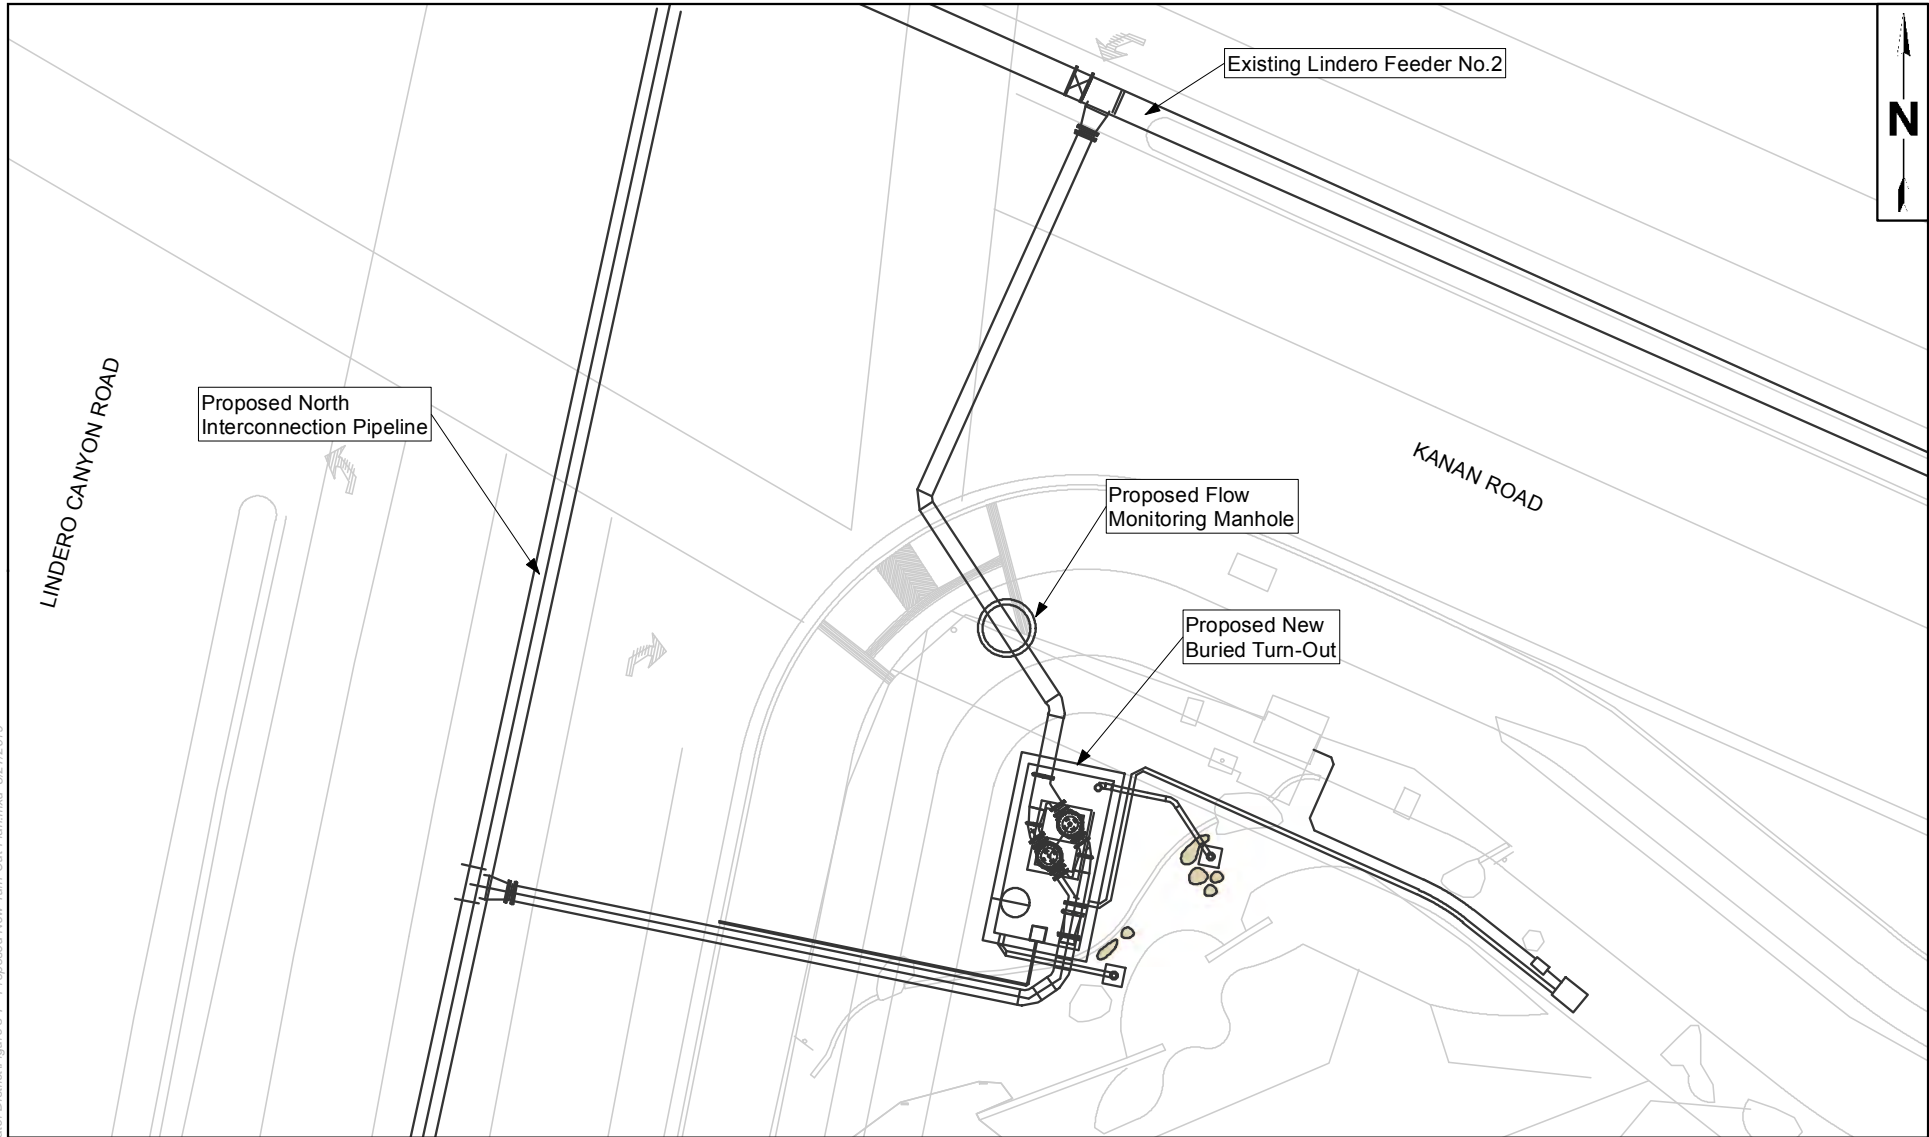 Existing Lindero Feeder No.2
N
Proposed North
Interconnection Pipeline
LINDERO CANYON ROAD
KANAN ROAD
Proposed Flow
Monitoring Manhole
Proposed New
Buried Turn-Out